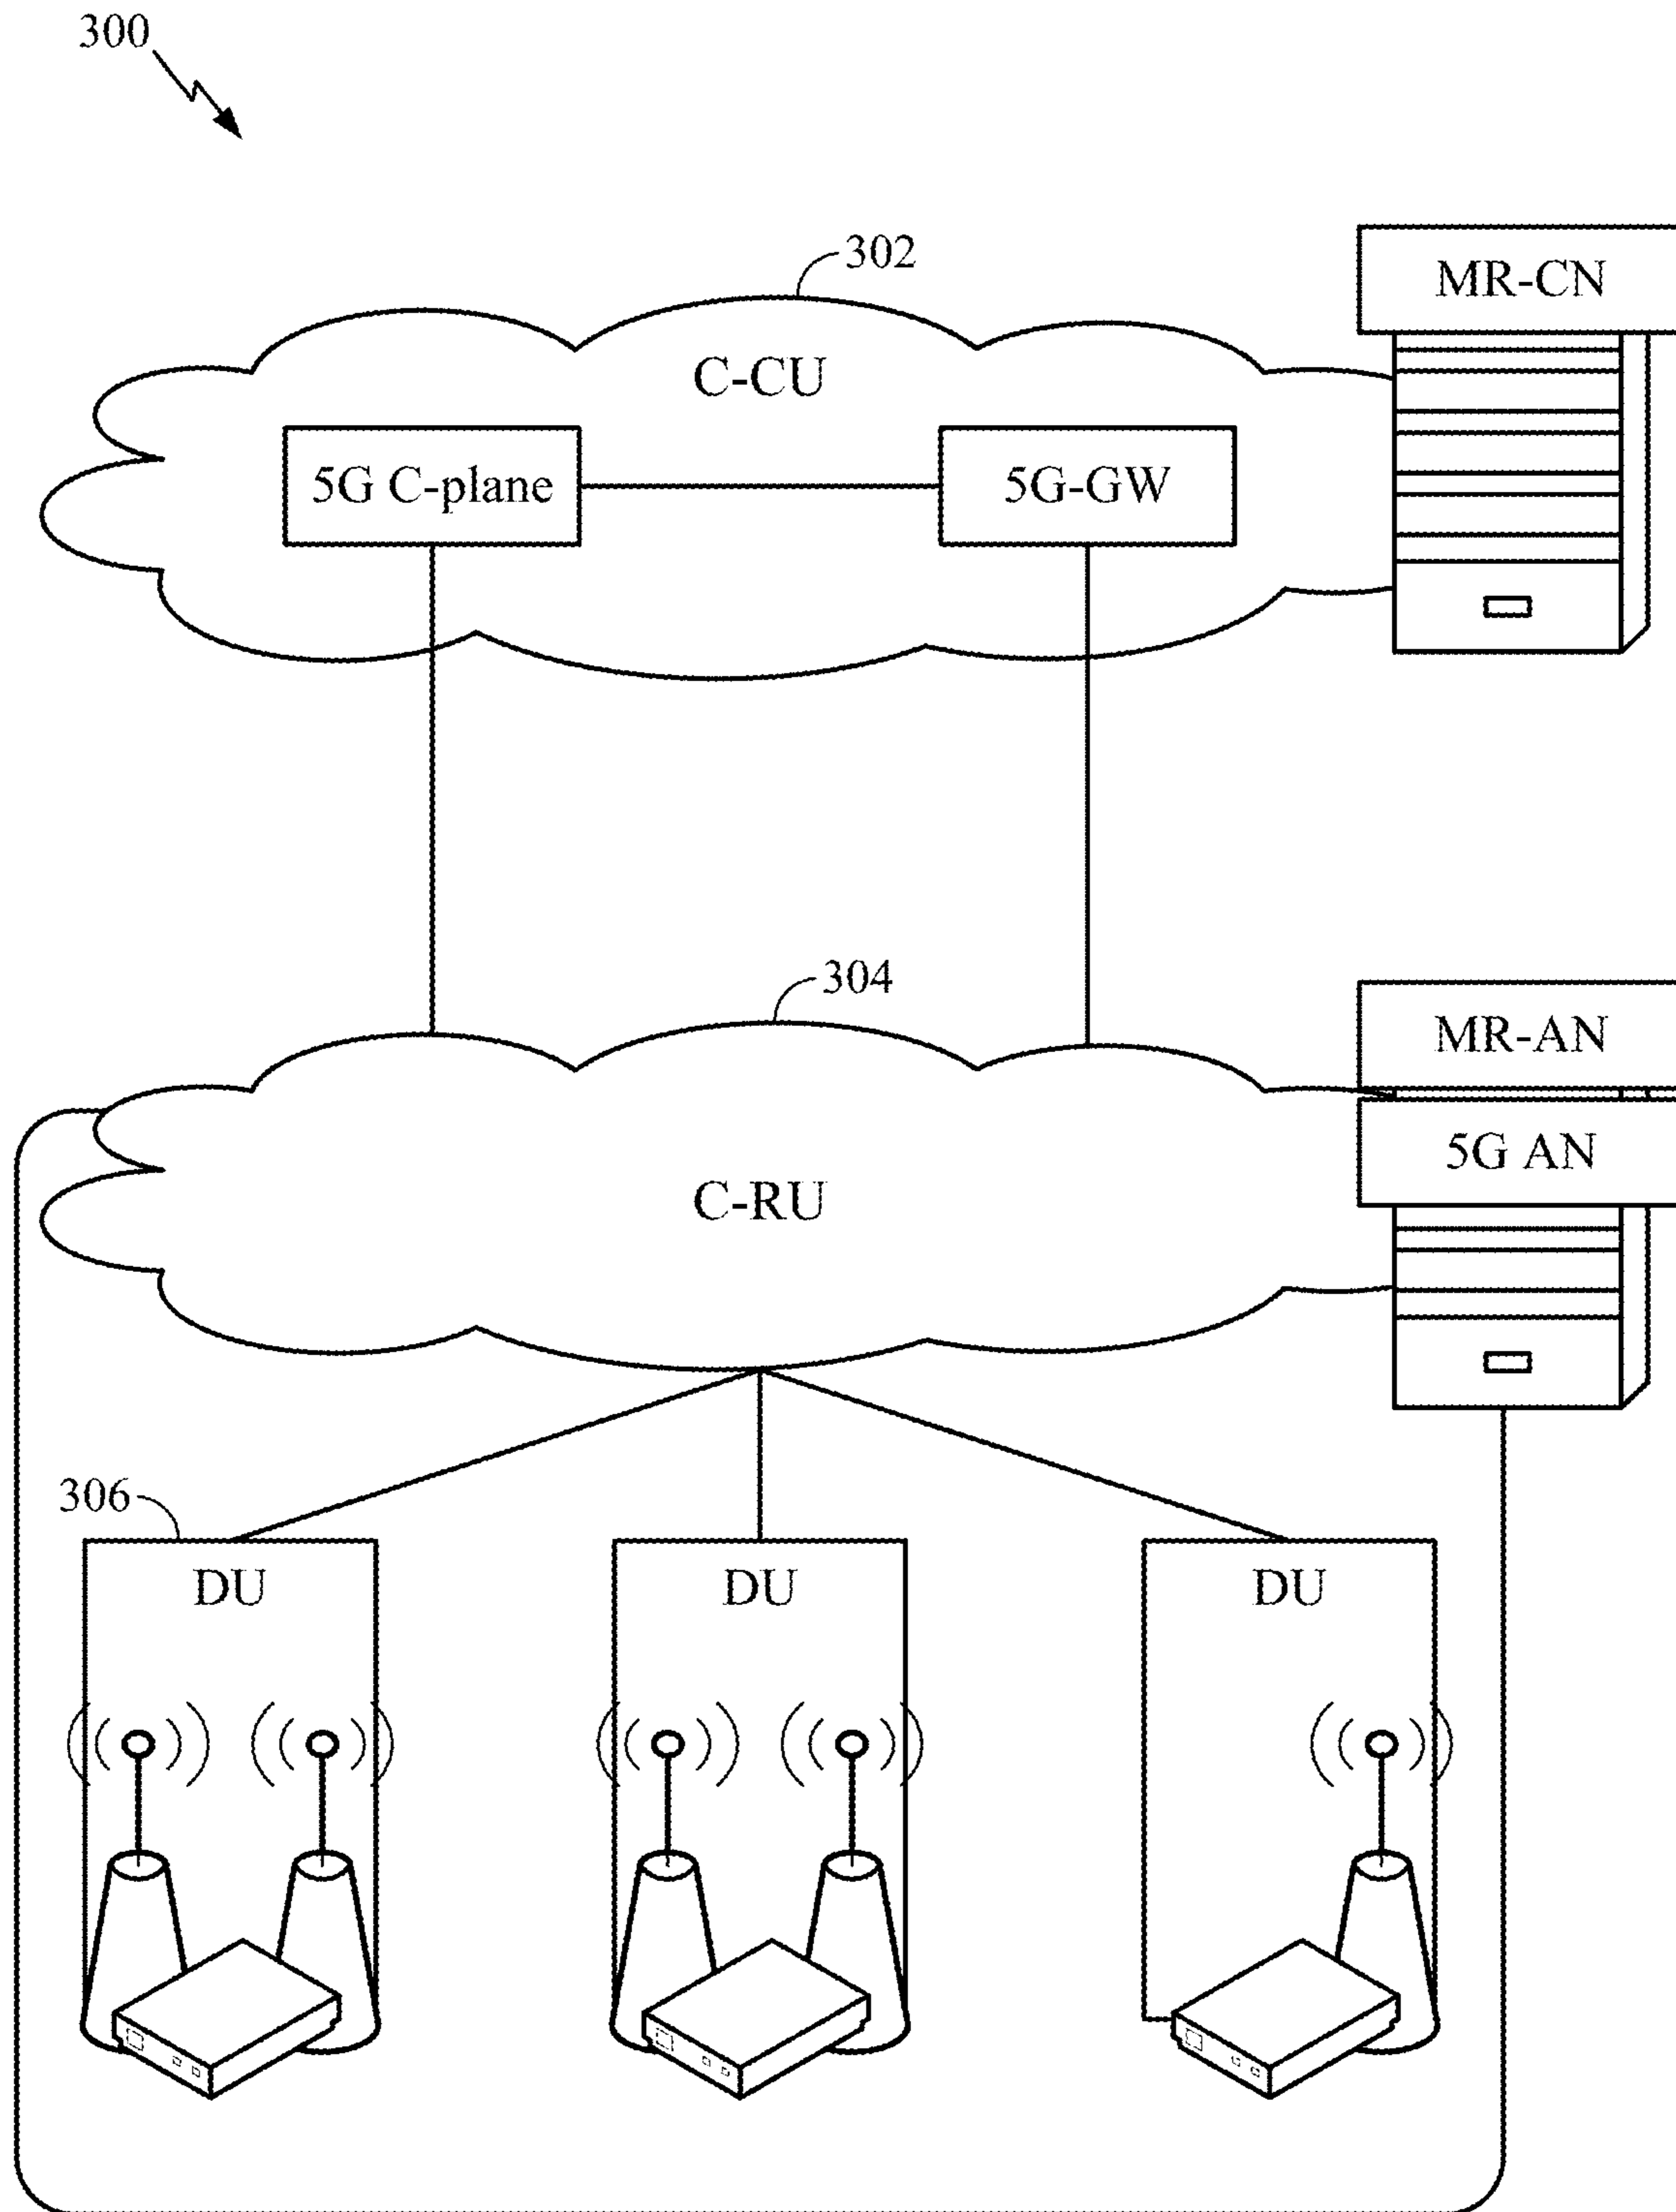 300
302
MR-CN
C-CU
5G C-plane
5G-GW
304
MR-AN
5G AN
C-RU
306
DU
DU
DU